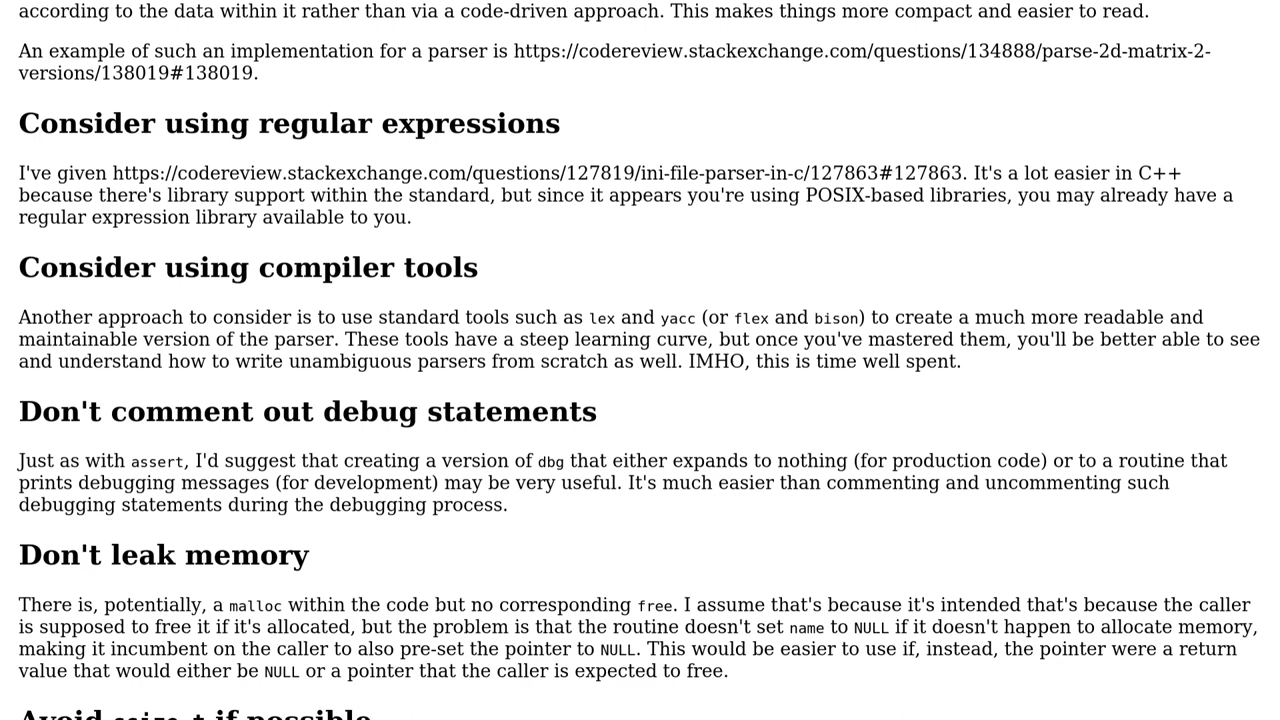 according to the data within it rather than via a code-driven approach. This makes things more compact and easier to read.
An example of such an implementation for a parser is https://codereview.stackexchange.com/questions/134888/parse-2d-matrix-2-
versions/138019#138019.
Consider using regular expressions
I've given https://codereview.stackexchange.com/questions/127819/ini-file-parser-in-c/127863#127863. It's a lot easier in C++
because there's library support within the standard, but since it appears you're using POSIX-based libraries, you may already have a
regular expression library available to you.
Consider using compiler tools
Another approach to consider is to use standard tools such as lex and yacc (or flex and bison) to create a much more readable and
maintainable version of the parser. These tools have a steep learning curve, but once you've mastered them, you'll be better able to see
and understand how to write unambiguous parsers from scratch as well. IMHO, this is time well spent.
Don't comment out debug statements
Just as with assert, I'd suggest that creating a version of dbg that either expands to nothing (for production code) or to a routine that
prints debugging messages (for development) may be very useful. It's much easier than commenting and uncommenting such
debugging statements during the debugging process.
Don't leak memory
There is, potentially, a malloc within the code but no corresponding free. I assume that's because it's intended that's because the caller
is supposed to free it if it's allocated, but the problem is that the routine doesn't set name to NULL if it doesn't happen to allocate memory,
making it incumbent on the caller to also pre-set the pointer to NULL. This would be easier to use if, instead, the pointer were a return
value that would either be NULL or a pointer that the caller is expected to free.
Avoid ssize_t if possible